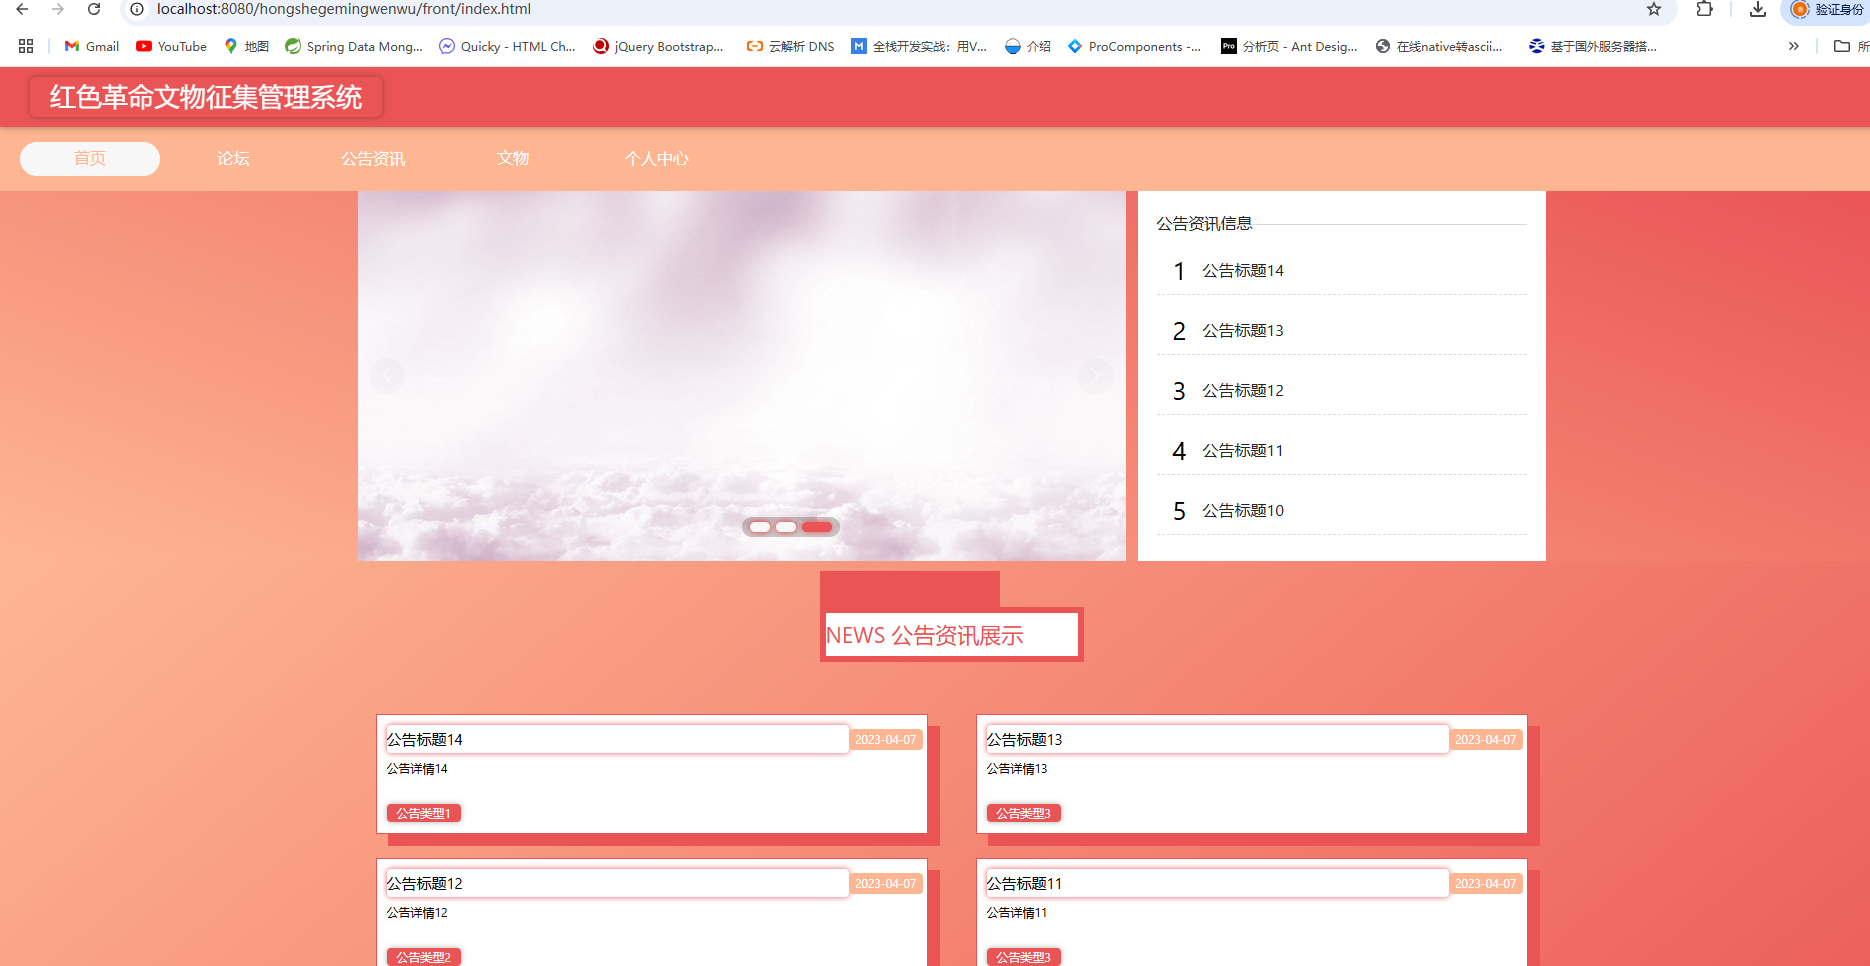 localhost:8080/hongshegemingwenwu/front/index.html
验证身份
Gmail
YouTube
地图
Spring Data Mong...
Quicky - HTML Ch...
jQuery Bootstrap...
云解析 DNS
全栈开发实战：用V...
介绍
ProComponents -...
Pro
分析页 - Ant Desig...
在线native转ascii...
基于国外服务器搭...
所
红色革命文物征集管理系统
首页
论坛
公告资讯
文物
个人中心
公告资讯信息
1 公告标题14
2 公告标题13
3 公告标题12
4 公告标题11
5 公告标题10
NEWS 公告资讯展示
公告标题14 2023-04-07
公告详情14
公告类型1
公告标题13 2023-04-07
公告详情13
公告类型3
公告标题12 2023-04-07
公告详情12
公告类型2
公告标题11 2023-04-07
公告详情11
公告类型3